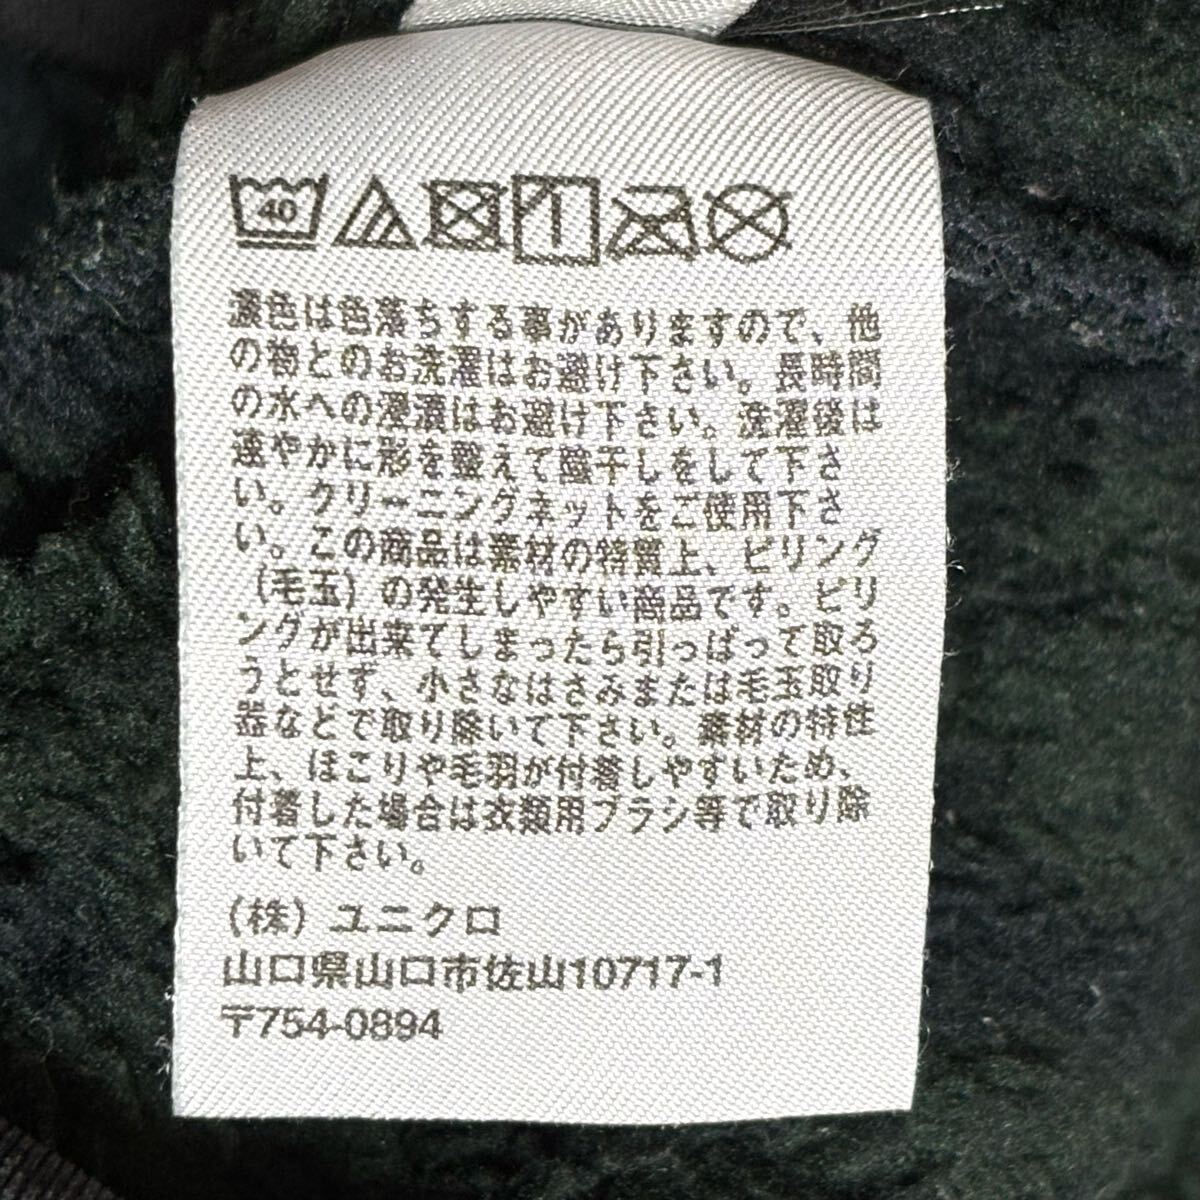 40
濃色は色落ちする事がありますので、他
の物とのお洗濯はお避け下さい。長時間
の水への浸漬はお避け下さい。洗濯後は
速やかに形を整えて陰干しをして下さ
い。クリーニングネットをご使用下さ
い。この商品は素材の特質上、ピリング
(毛玉)の発生しやすい商品です。ピリ
ングが出来てしまったら引っぱって取ろ
うとせず、小さなはさみまたは毛玉取り
器などで取り除いて下さい。素材の特性
上、ほこりや毛羽が付着しやすいため、
付着した場合は衣類用ブラシ等で取り除
いて下さい。
(株)ユニクロ
山口県山口市佐山10717-1
〒754-0894